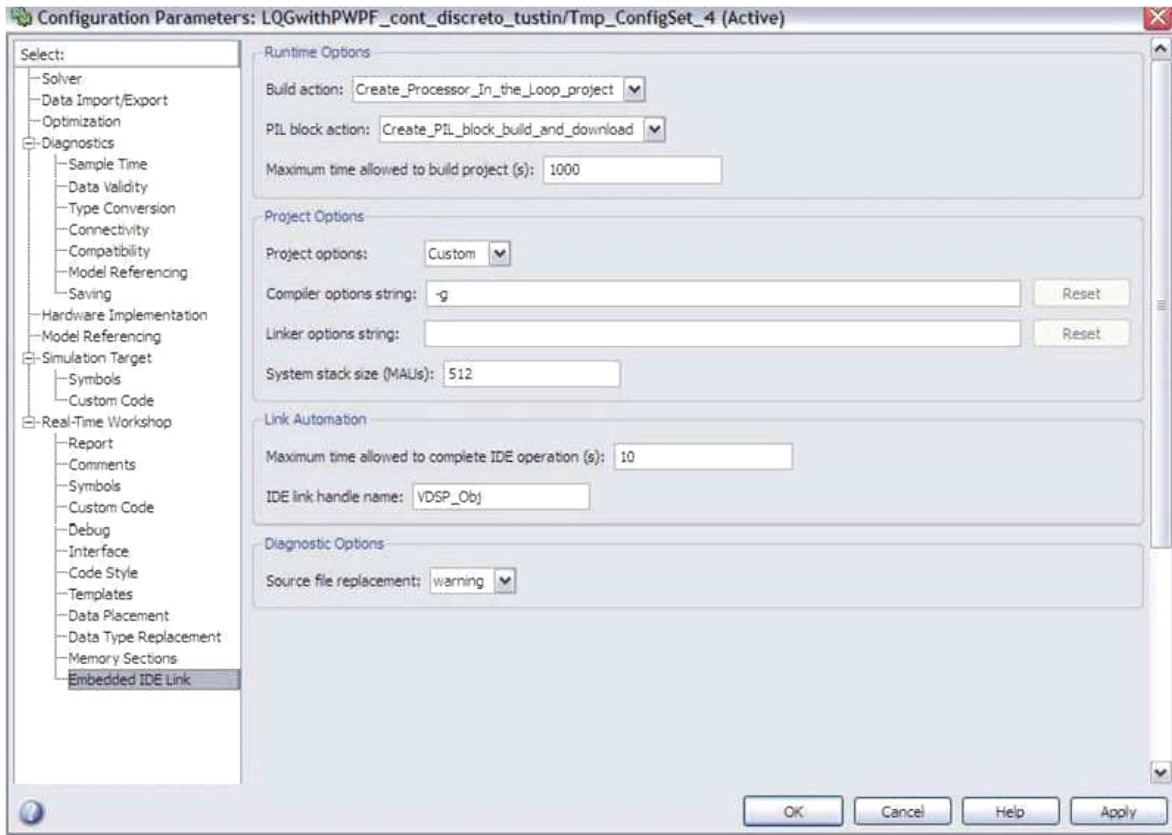 Configuration Parameters: LQGwithPWPF_cont_discreto_tustin/Tmp_ConfigSet_4 (Active)
Select:
Solver
Data Import/Export
Optimization
Diagnostics
Sample Time
Data Validity
Type Conversion
Connectivity
Compatibility
Model Referencing
Saving
Hardware Implementation
Model Referencing
Simulation Target
Symbols
Custom Code
Real-Time Workshop
Report
Comments
Symbols
Custom Code
Debug
Interface
Code Style
Templates
Data Placement
Data Type Replacement
Memory Sections
Embedded IDE Link
Runtime Options
Build action: Create_Processor_In_the_Loop_project
PIL block action: Create_PIL_block_build_and_download
Maximum time allowed to build project (s): 1000
Project Options
Project options: Custom
Compiler options string: -g Reset
Linker options string: Reset
System stack size (MAUs): 512
Link Automation
Maximum time allowed to complete IDE operation (s): 10
IDE link handle name: VDSP_Obj
Diagnostic Options
Source file replacement: warning
OK Cancel Help Apply